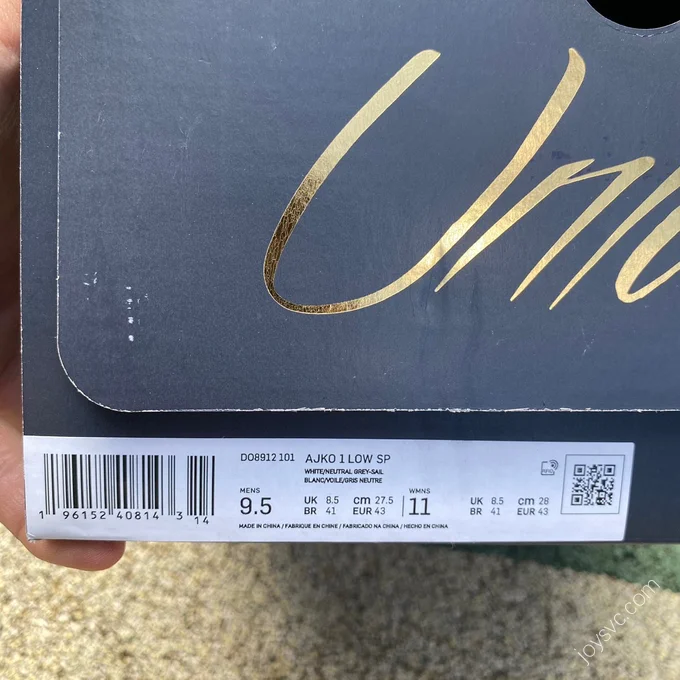 Und
DO8912 101 AJKO 1 LOW SP
WHITE/NEUTRAL GREY-SAIL
BLANC/VOILE/GRIS NEUTRE
MENS
9.5
UK 8.5 cm 27.5
BR 41 EUR 43
WMNS
11
UK 8.5 cm 28
BR 41 EUR 43
MADE IN CHINA / FABRIQUE EN CHINE / FABRICADO NA CHINA / HECHO EN CHINA
1 96152 40814 3 14
RFID
joysvc.com